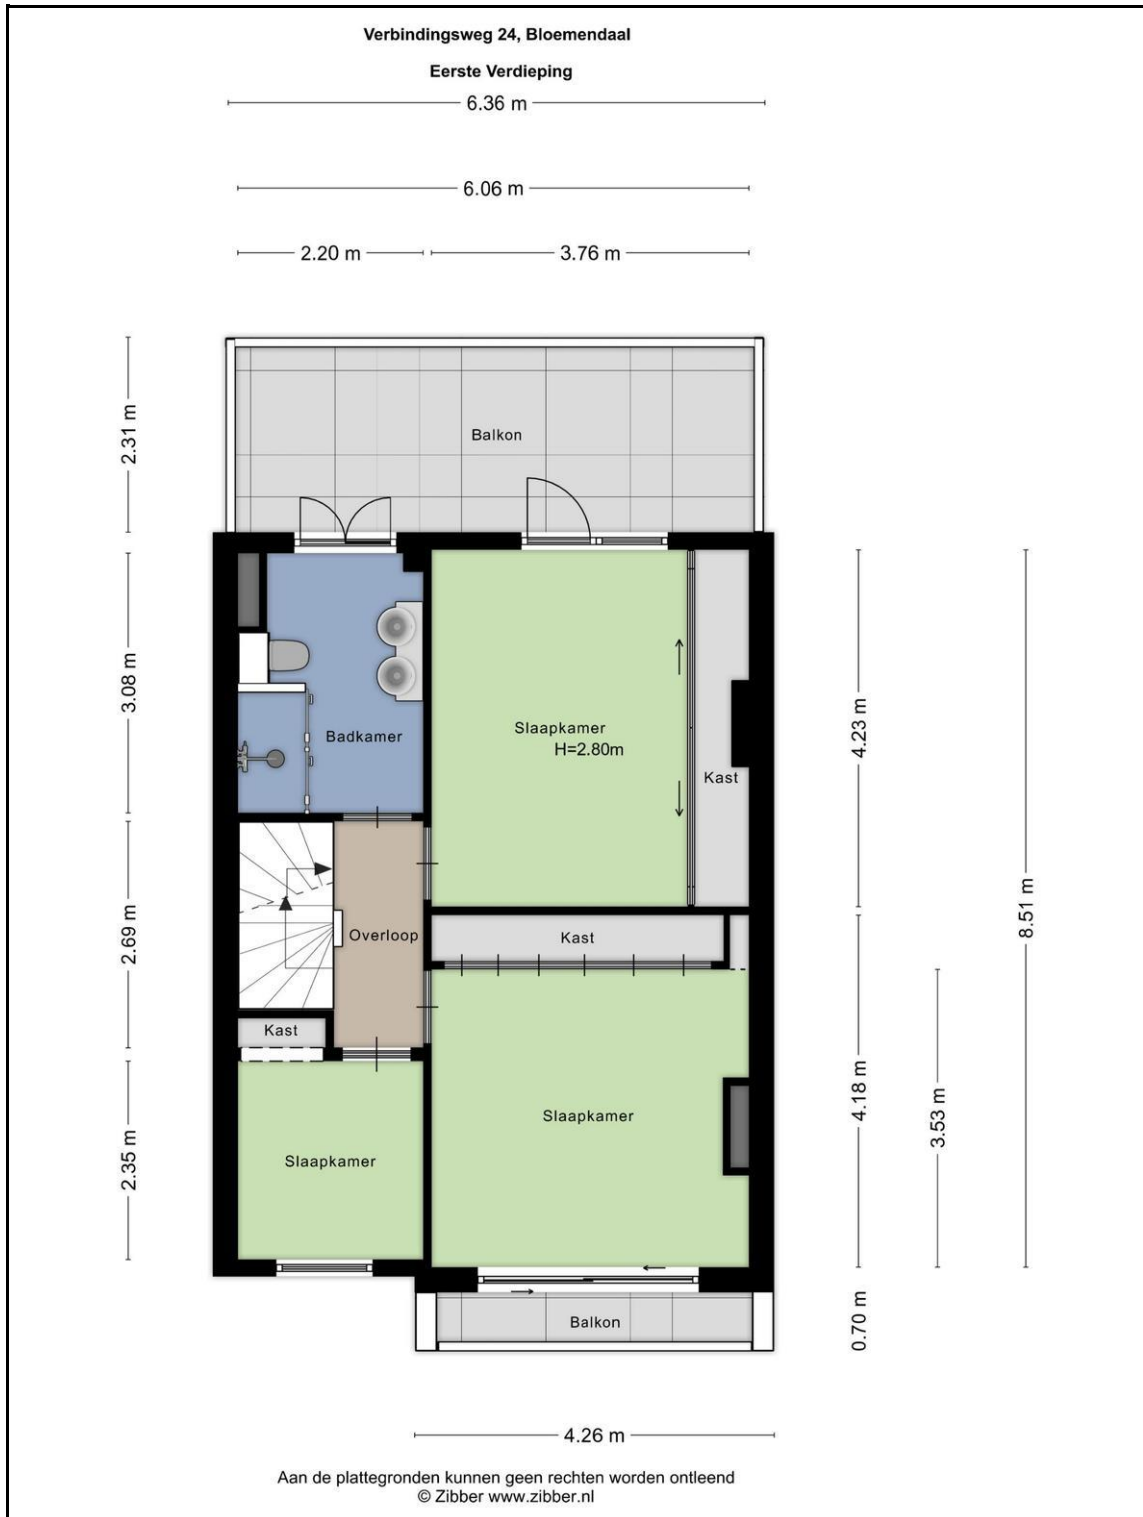 Verbindingsweg 24, Bloemendaal
Eerste Verdieping
6.36 m
6.06 m
2.20 m
3.76 m
2.31 m
Balkon
3.08 m
Badkamer
Slaapkamer
H=2.80m
Kast
4.23 m
8.51 m
2.69 m
Overloop
Kast
Kast
4.18 m
3.53 m
2.35 m
Slaapkamer
Slaapkamer
Balkon
0.70 m
4.26 m
Aan de plattegronden kunnen geen rechten worden ontleend
© Zibber www.zibber.nl